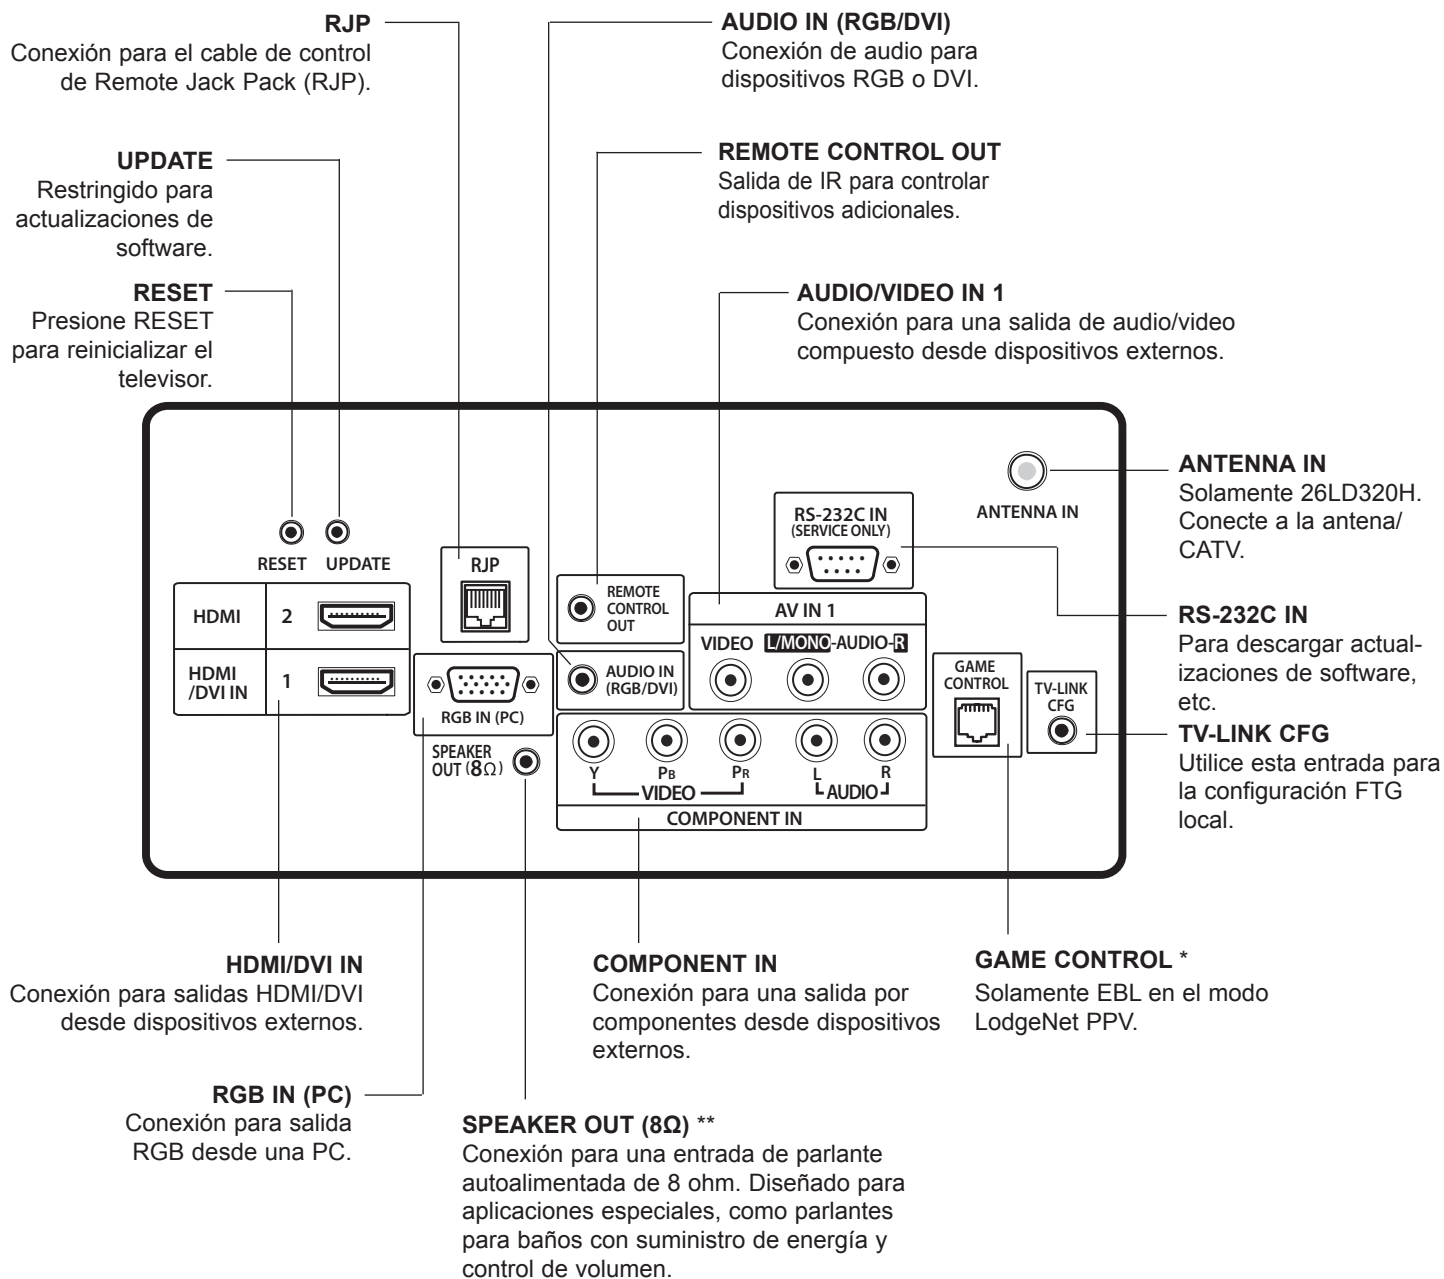 RJP
Conexión para el cable de control
de Remote Jack Pack (RJP).
AUDIO IN (RGB/DVI)
Conexión de audio para
dispositivos RGB o DVI.
UPDATE
Restringido para
actualizaciones de
software.
REMOTE CONTROL OUT
Salida de IR para controlar
dispositivos adicionales.
RESET
Presione RESET
para reinicializar el
televisor.
AUDIO/VIDEO IN 1
Conexión para una salida de audio/video
compuesto desde dispositivos externos.
ANTENNA IN
Solamente 26LD320H.
Conecte a la antena/
CATV.
RS-232C IN
Para descargar actual-
izaciones de software,
etc.
TV-LINK CFG
Utilice esta entrada para
la configuración FTG
local.
ANTENNA IN
RS-232C IN
(SERVICE ONLY)
RESET
UPDATE
RJP
REMOTE
CONTROL
OUT
AV IN 1
VIDEO L/MONO-AUDIO-R
HDMI 2
HDMI
/DVI IN 1
RGB IN (PC)
AUDIO IN
(RGB/DVI)
GAME
CONTROL
TV-LINK
CFG
SPEAKER
OUT (8Ω)
Y PB PR L R
VIDEO AUDIO
COMPONENT IN
HDMI/DVI IN
Conexión para salidas HDMI/DVI
desde dispositivos externos.
COMPONENT IN
Conexión para una salida por
componentes desde dispositivos
externos.
GAME CONTROL *
Solamente EBL en el modo
LodgeNet PPV.
RGB IN (PC)
Conexión para salida
RGB desde una PC.
SPEAKER OUT (8Ω) **
Conexión para una entrada de parlante
autoalimentada de 8 ohm. Diseñado para
aplicaciones especiales, como parlantes
para baños con suministro de energía y
control de volumen.